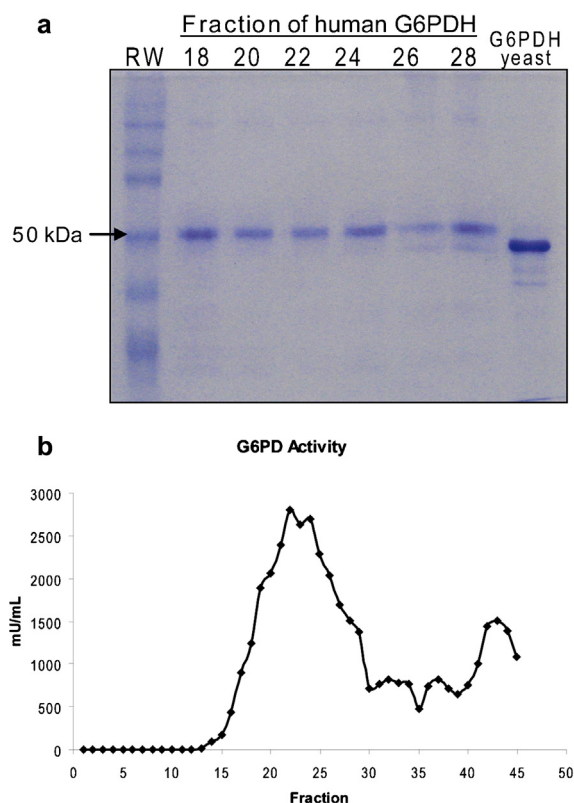 a
Fraction of human G6PDH
RW 18 20 22 24 26 28 G6PDH yeast
50 kDa
b
G6PD Activity
3000
2500
2000
1500
1000
500
0
mU/mL
0 5 10 15 20 25 30 35 40 45 50
Fraction